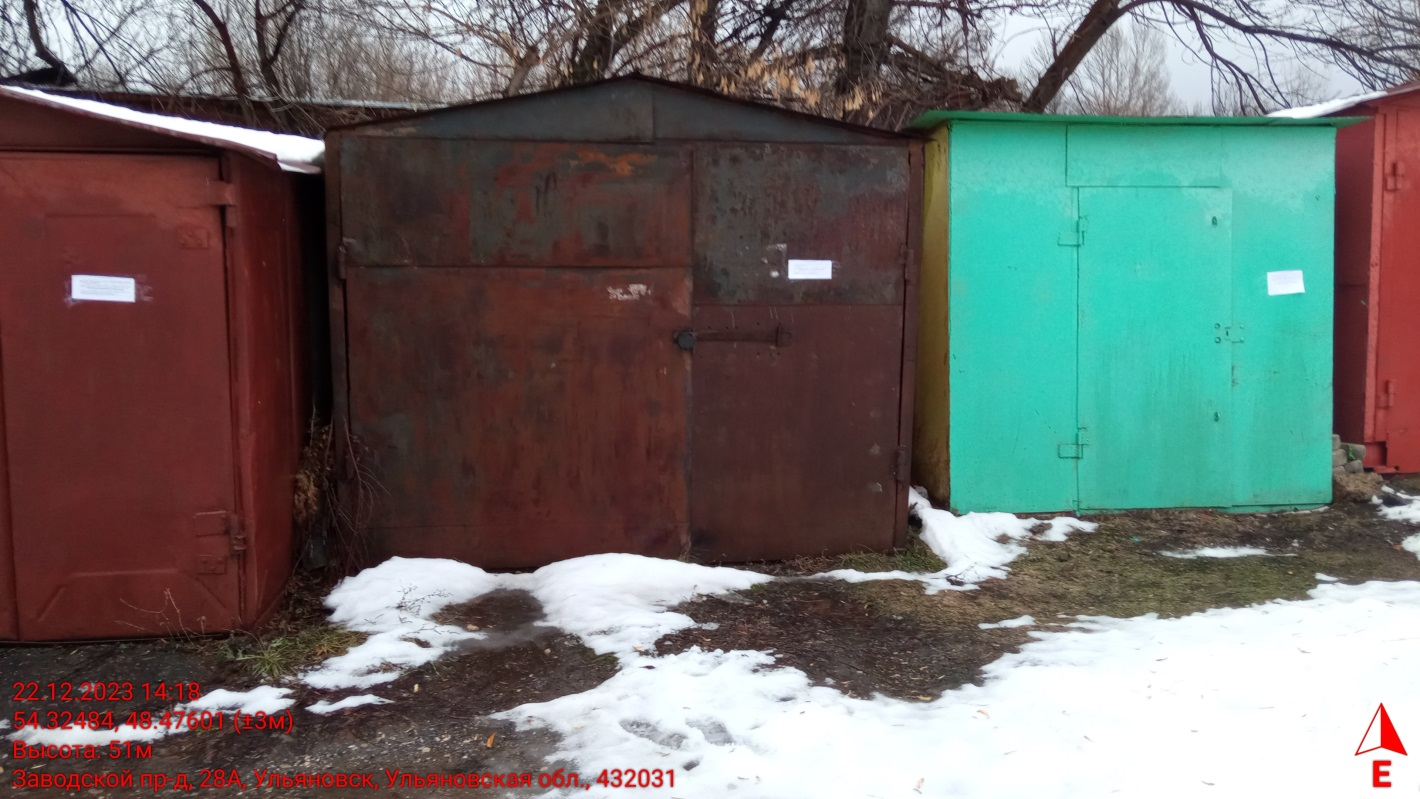 22.12.2023 14:18
54.32484, 48.47601 (±3м)
Высота: 51м
Заводской пр-д, 28А, Ульяновск, Ульяновская обл., 432031
E